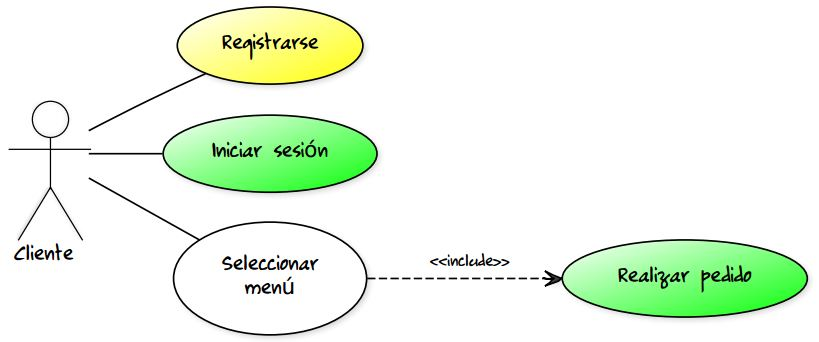 Registrarse
Iniciar sesión
Cliente
Seleccionar
menú
<<include>>
Realizar pedido